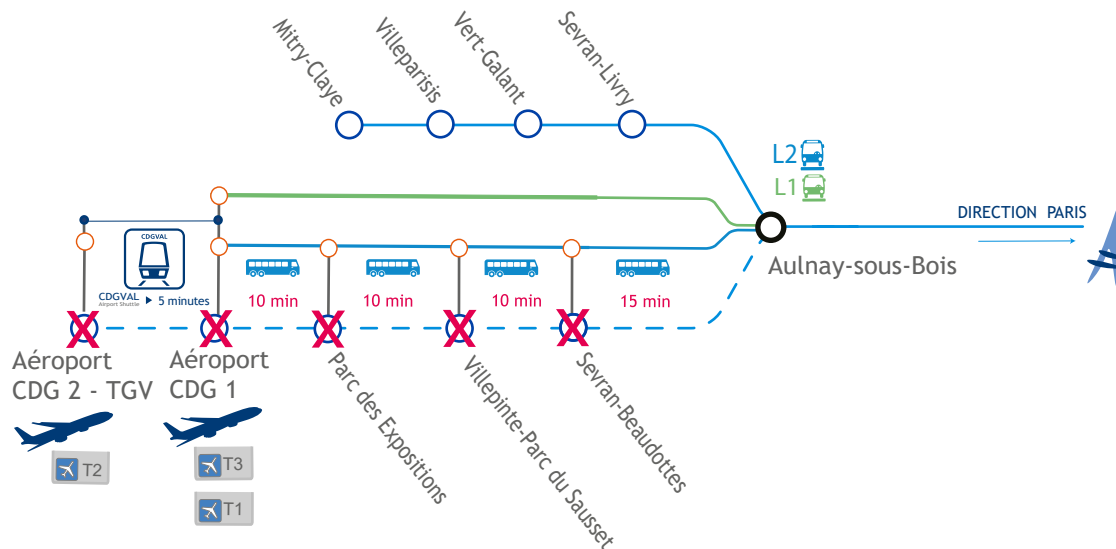 Mitry-Claye
Villeparisis
Vert-Galant
Sevran-Livry
L2
L1
DIRECTION PARIS
Aulnay-sous-Bois
CDGVAL
CDGVAL
Airport Shuttle
5 minutes
10 min
10 min
10 min
15 min
X
X
X
X
X
Aéroport
CDG 2 - TGV
Aéroport
CDG 1
Parc des Expositions
Villepinte-Parc du Sausset
Sevran-Beaudottes
T2
T3
T1